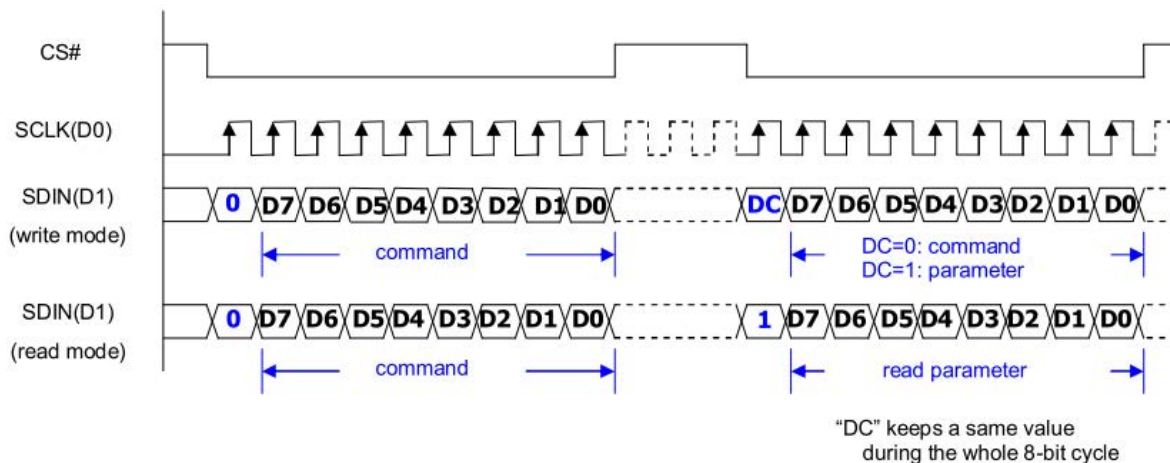 CS#
SCLK(D0)
SDIN(D1) 0 D7 D6 D5 D4 D3 D2 D1 D0 DC D7 D6 D5 D4 D3 D2 D1 D0
(write mode)
command
DC=0: command
DC=1: parameter
SDIN(D1) 0 D7 D6 D5 D4 D3 D2 D1 D0 1 D7 D6 D5 D4 D3 D2 D1 D0
(read mode)
command read parameter
“DC” keeps a same value
during the whole 8-bit cycle